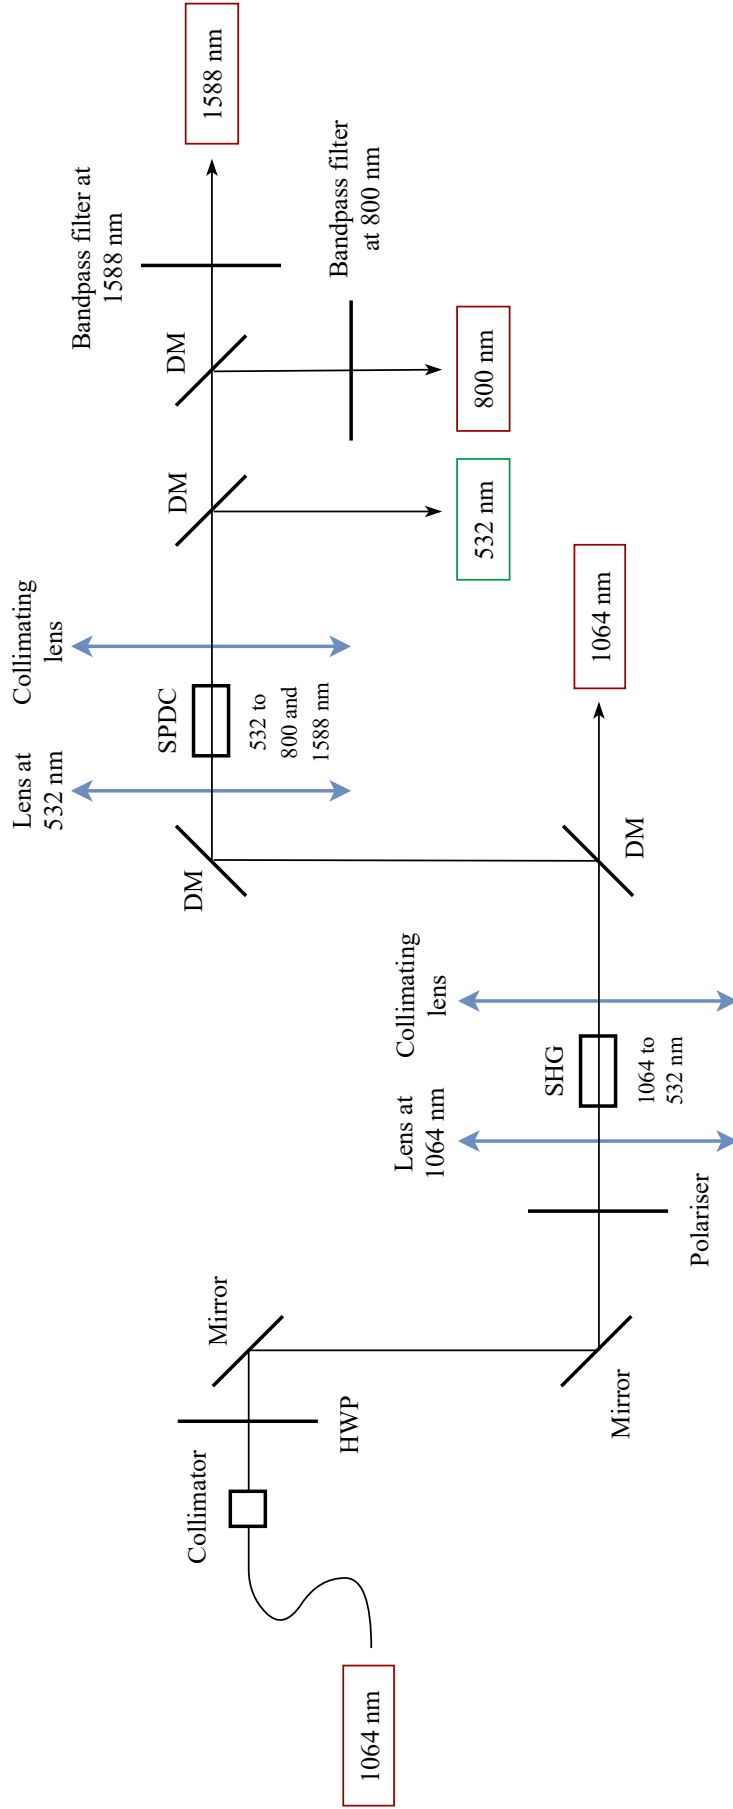 1064 nm
Collimator
HWP
Mirror
Mirror
Polariser
Lens at
1064 nm
SHG
1064 to
532 nm
Collimating
lens
DM
1064 nm
DM
Lens at
532 nm
SPDC
532 to
800 and
1588 nm
Collimating
lens
DM
532 nm
DM
800 nm
Bandpass filter
at 800 nm
Bandpass filter at
1588 nm
1588 nm